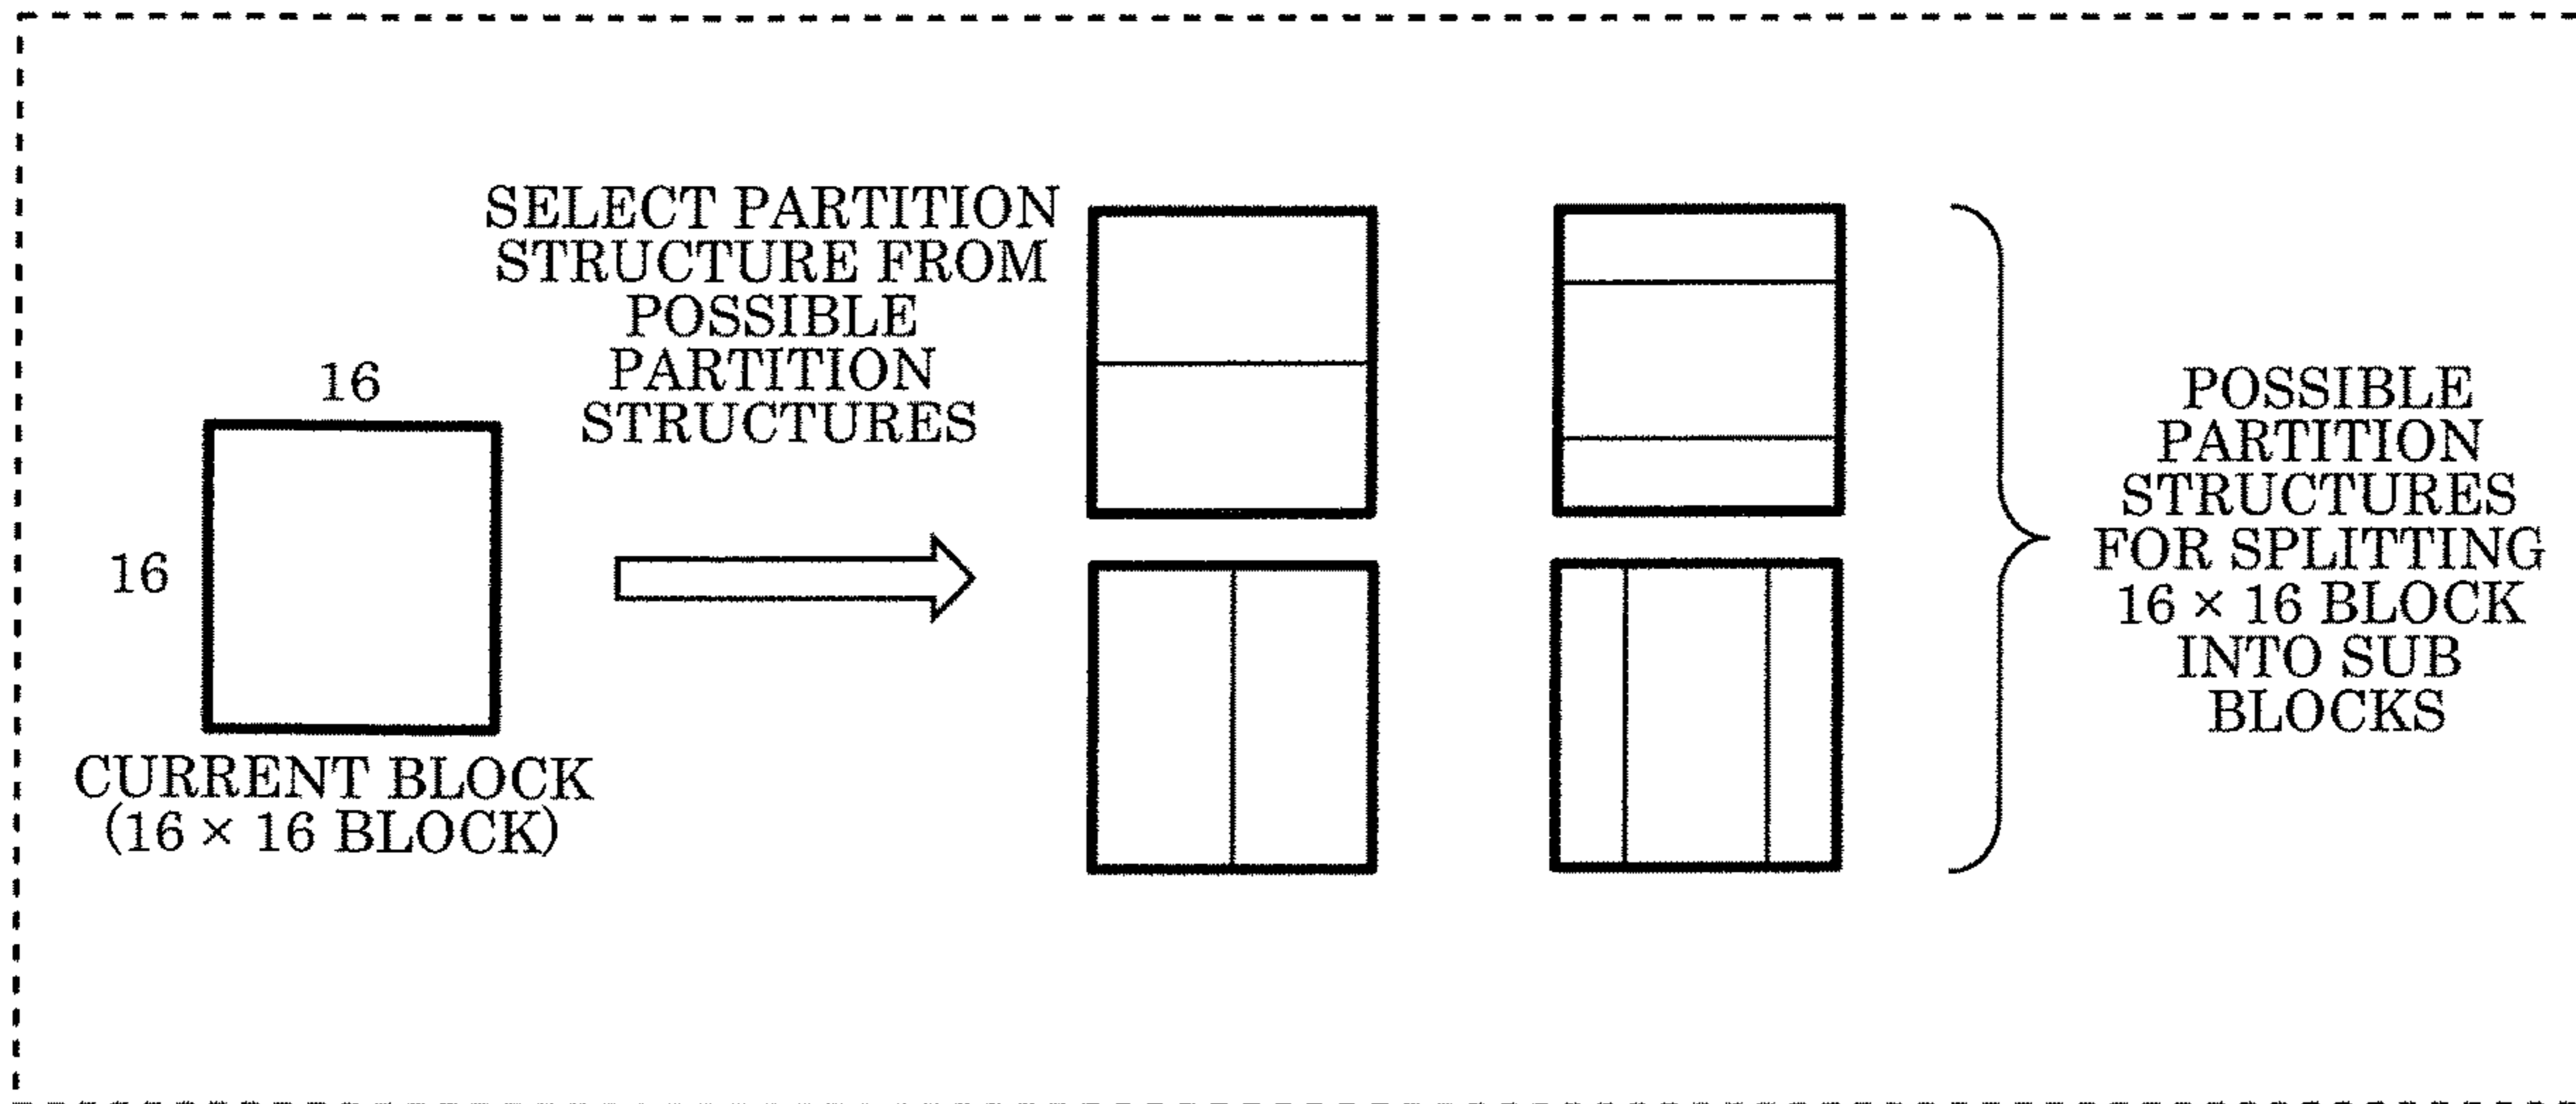 16
16
CURRENT BLOCK
(16 × 16 BLOCK)
SELECT PARTITION
STRUCTURE FROM
POSSIBLE
PARTITION
STRUCTURES
POSSIBLE
PARTITION
STRUCTURES
FOR SPLITTING
16 × 16 BLOCK
INTO SUB
BLOCKS